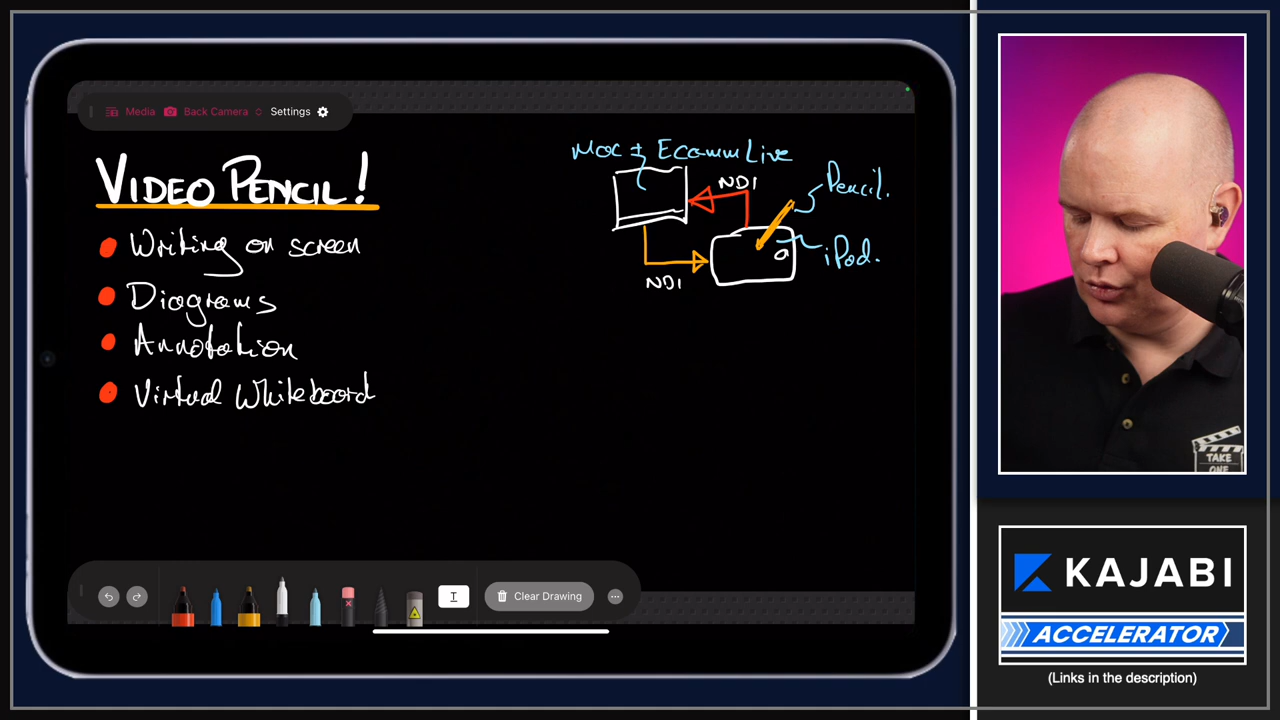 Media
Back Camera
Settings
VIDEO PENCIL!
Writing on screen
Diagrams
Annotation
Virtual Whiteboard
Mac + Ecamm Live
NDI
Pencil.
iPad.
NDI
Clear Drawing
TAKE
ONE
KAJABI
ACCELERATOR
(Links in the description)